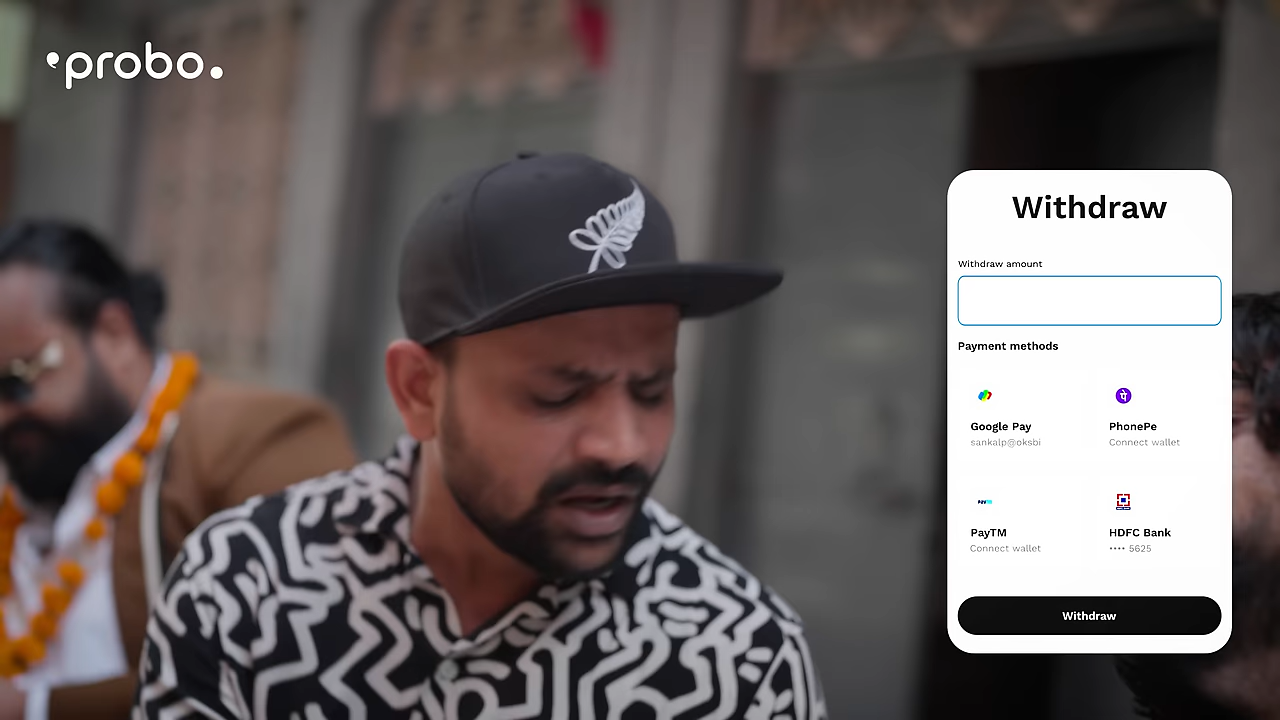 probo.
Withdraw
Withdraw amount
Payment methods
Google Pay
sankalp@oksbi
PhonePe
Connect wallet
PayTM
Connect wallet
HDFC Bank
•••• 5625
Withdraw